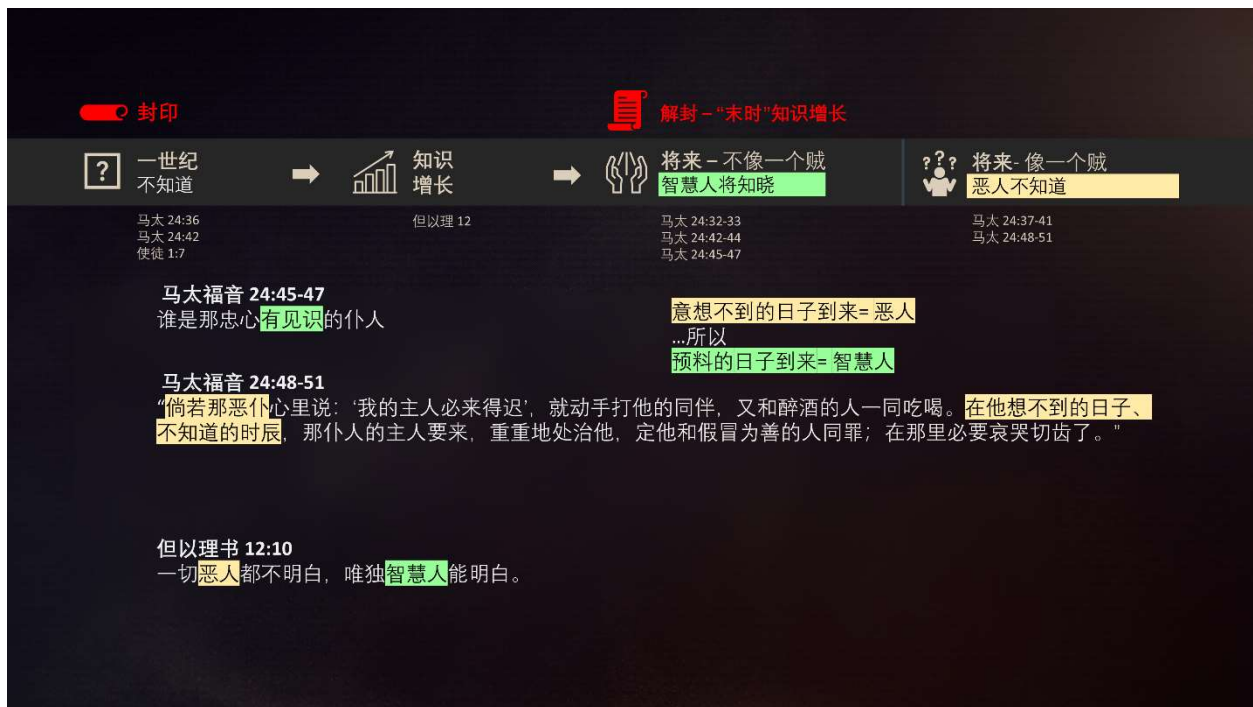 封印
解封 – “末时”知识增长
?
一世纪
不知道
知识
增长
将来 – 不像一个贼
智慧人将知晓
???
将来- 像一个贼
恶人不知道
马太 24:36
马太 24:42
使徒 1:7
但以理 12
马太 24:32-33
马太 24:42-44
马太 24:45-47
马太 24:37-41
马太 24:48-51
马太福音 24:45-47
谁是那忠心有见识的仆人
意想不到的日子到来= 恶人
...所以
预料的日子到来= 智慧人
马太福音 24:48-51
“倘若那恶仆心里说：‘我的主人必来得迟’，就动手打他的同伴，又和醉酒的人一同吃喝。在他想不到的日子、
不知道的时辰，那仆人的主人要来，重重地处治他，定他和假冒为善的人同罪；在那里必要哀哭切齿了。"
但以理书 12:10
一切恶人都不明白，唯独智慧人能明白。